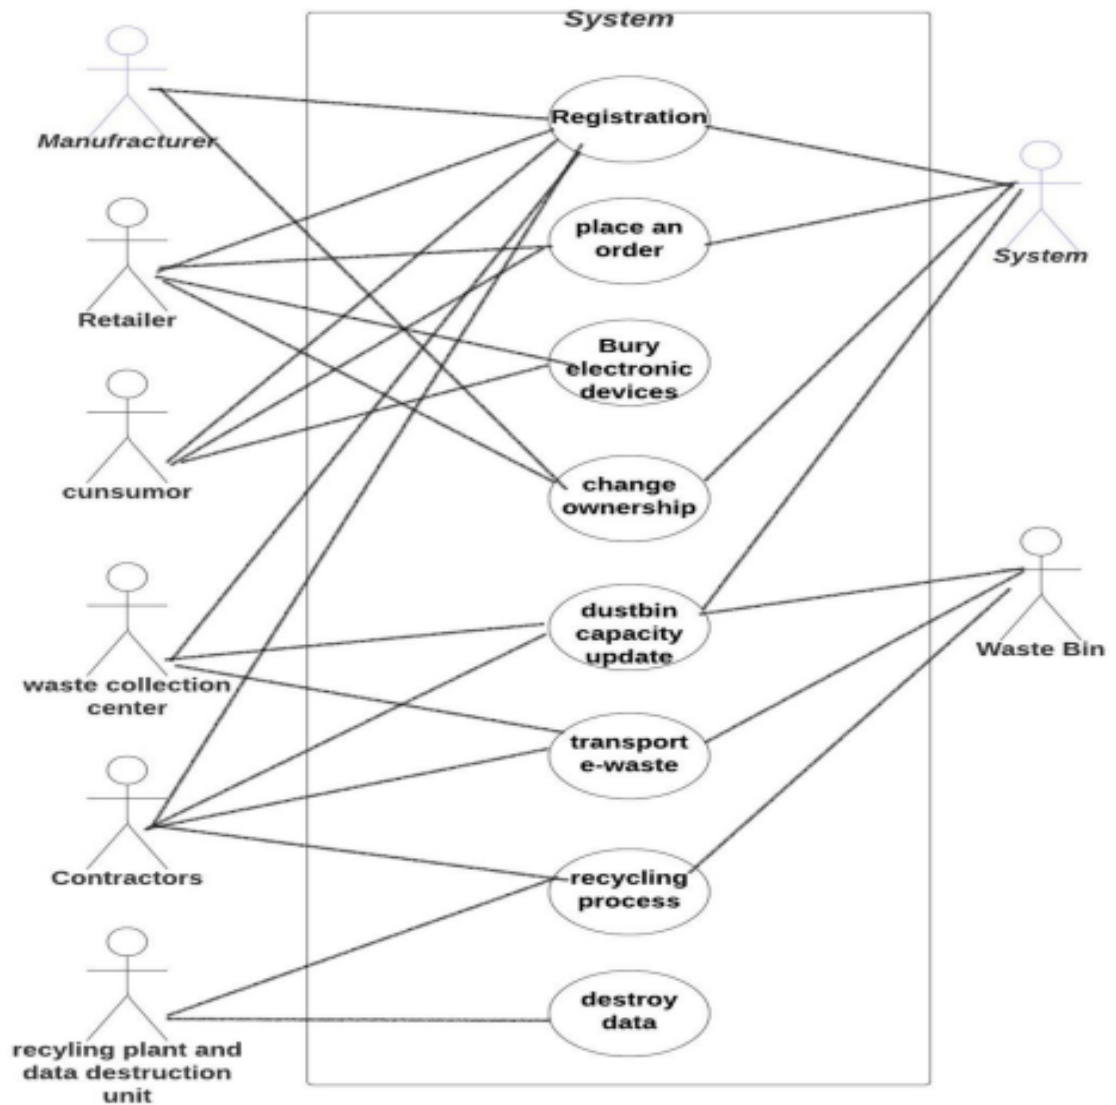 System
Manufracturer
Registration
Retailer
place an
order
System
cunsumor
Bury
electronic
devices
change
ownership
waste collection
center
dustbin
capacity
update
Waste Bin
Contractors
transport
e-waste
recycling
process
recyling plant and
data destruction
unit
destroy
data